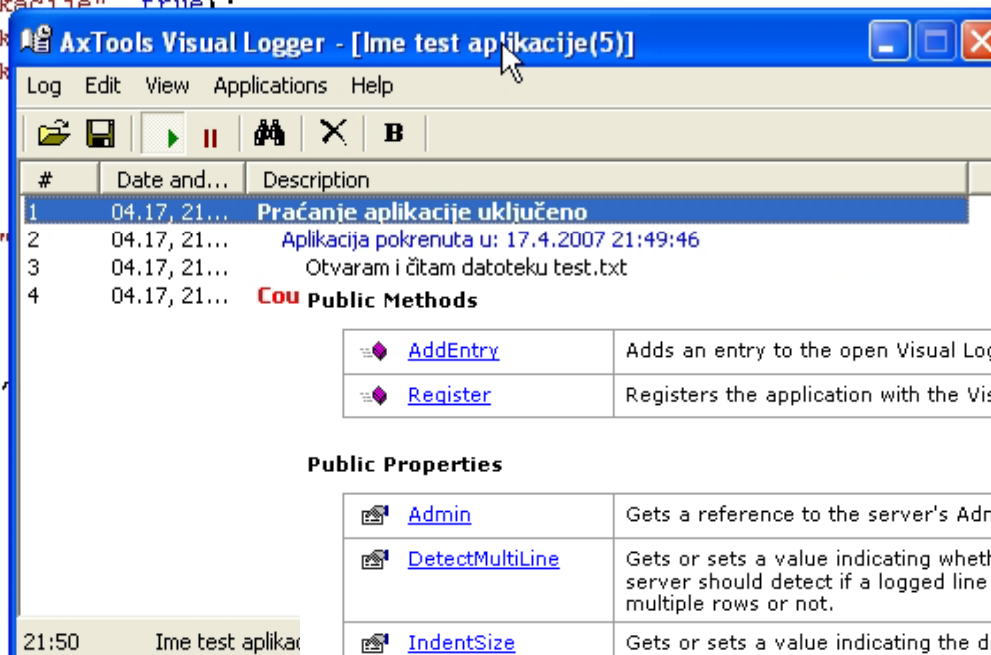 true);
AxTools Visual Logger - [Ime test aplikacije(5)]
Log Edit View Applications Help
B
# Date and... Description
1 04.17, 21... Praćanje aplikacije uključeno
2 04.17, 21... Aplikacija pokrenuta u: 17.4.2007 21:49:46
3 04.17, 21... Otvaram i čitam datoteku test.txt
4 04.17, 21... Cou
Public Methods
AddEntry Adds an entry to the open Visual Log
Register Registers the application with the Vis
Public Properties
Admin Gets a reference to the server's Adm
DetectMultiLine Gets or sets a value indicating wheth
server should detect if a logged line
multiple rows or not.
IndentSize Gets or sets a value indicating the d
21:50 Ime test aplikac